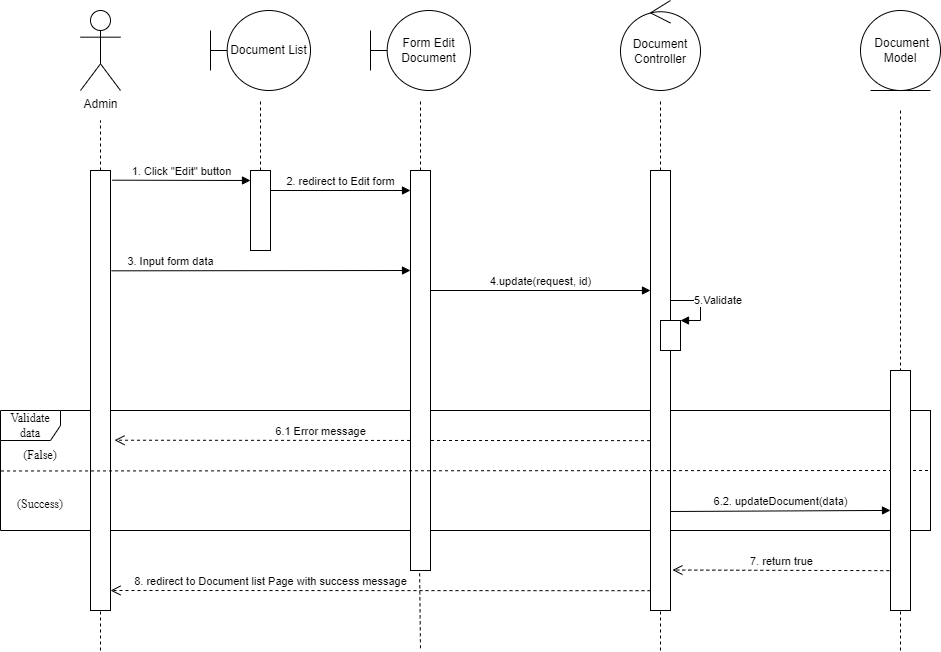 Document List
Form Edit
Document
Document
Controller
Document
Model
Admin
1. Click "Edit" button
2. redirect to Edit form
3. Input form data
4.update(request, id)
5.Validate
Validate
data
6.1 Error message
(False)
(Success)
6.2. updateDocument(data)
7. return true
8. redirect to Document list Page with success message